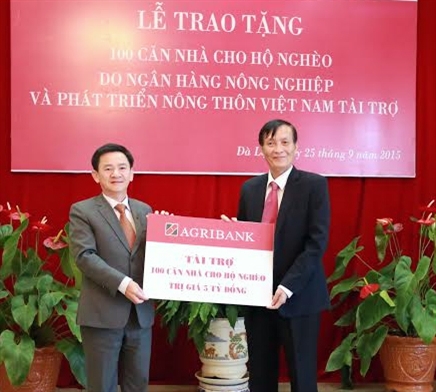 LỄ TRAO TẶNG
100 CĂN NHÀ CHO HỘ NGHÈO
DO NGÂN HÀNG NÔNG NGHIỆP
VÀ PHÁT TRIỂN NÔNG THÔN VIỆT NAM TÀI TRỢ
Đà 25 tháng 9 năm 2015
AGRIBANK
TÀI TRỢ
100 CĂN NHÀ CHO HỘ NGHÈO
TRỊ GIÁ 5 TỶ ĐỒNG